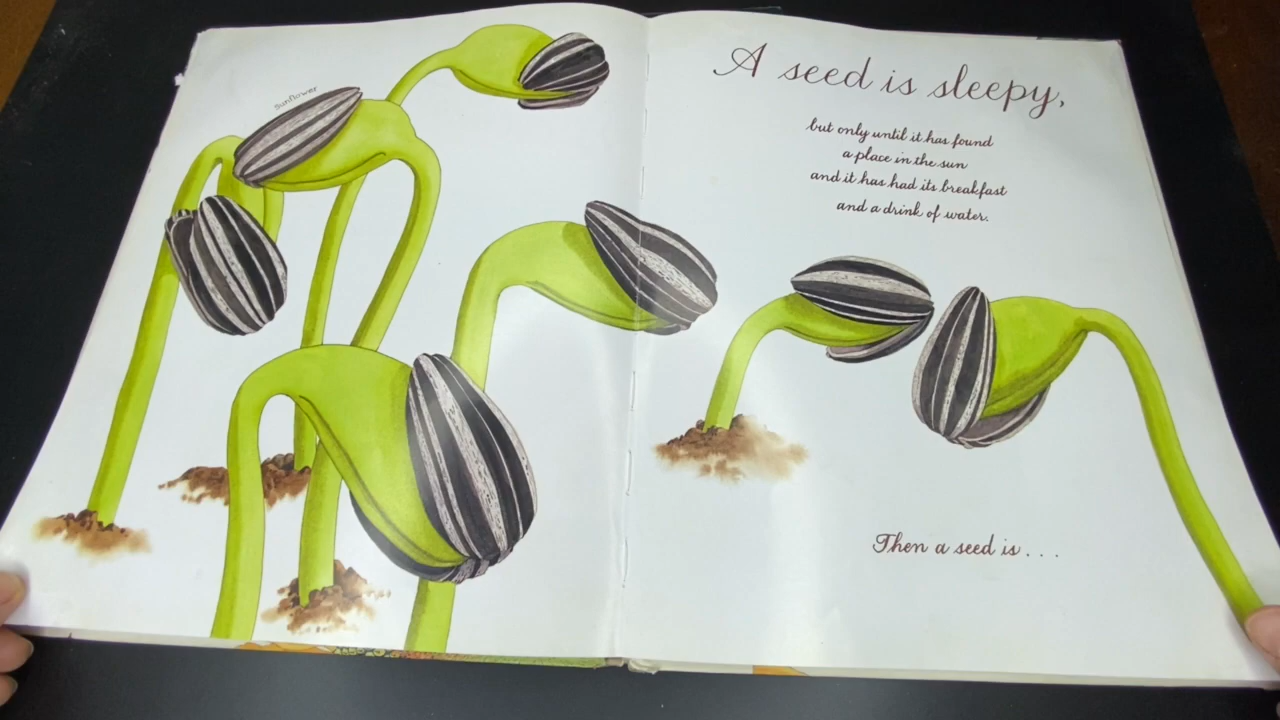 sunflower
A seed is sleepy,
but only until it has found
a place in the sun
and it has had its breakfast
and a drink of water.
Then a seed is . . .